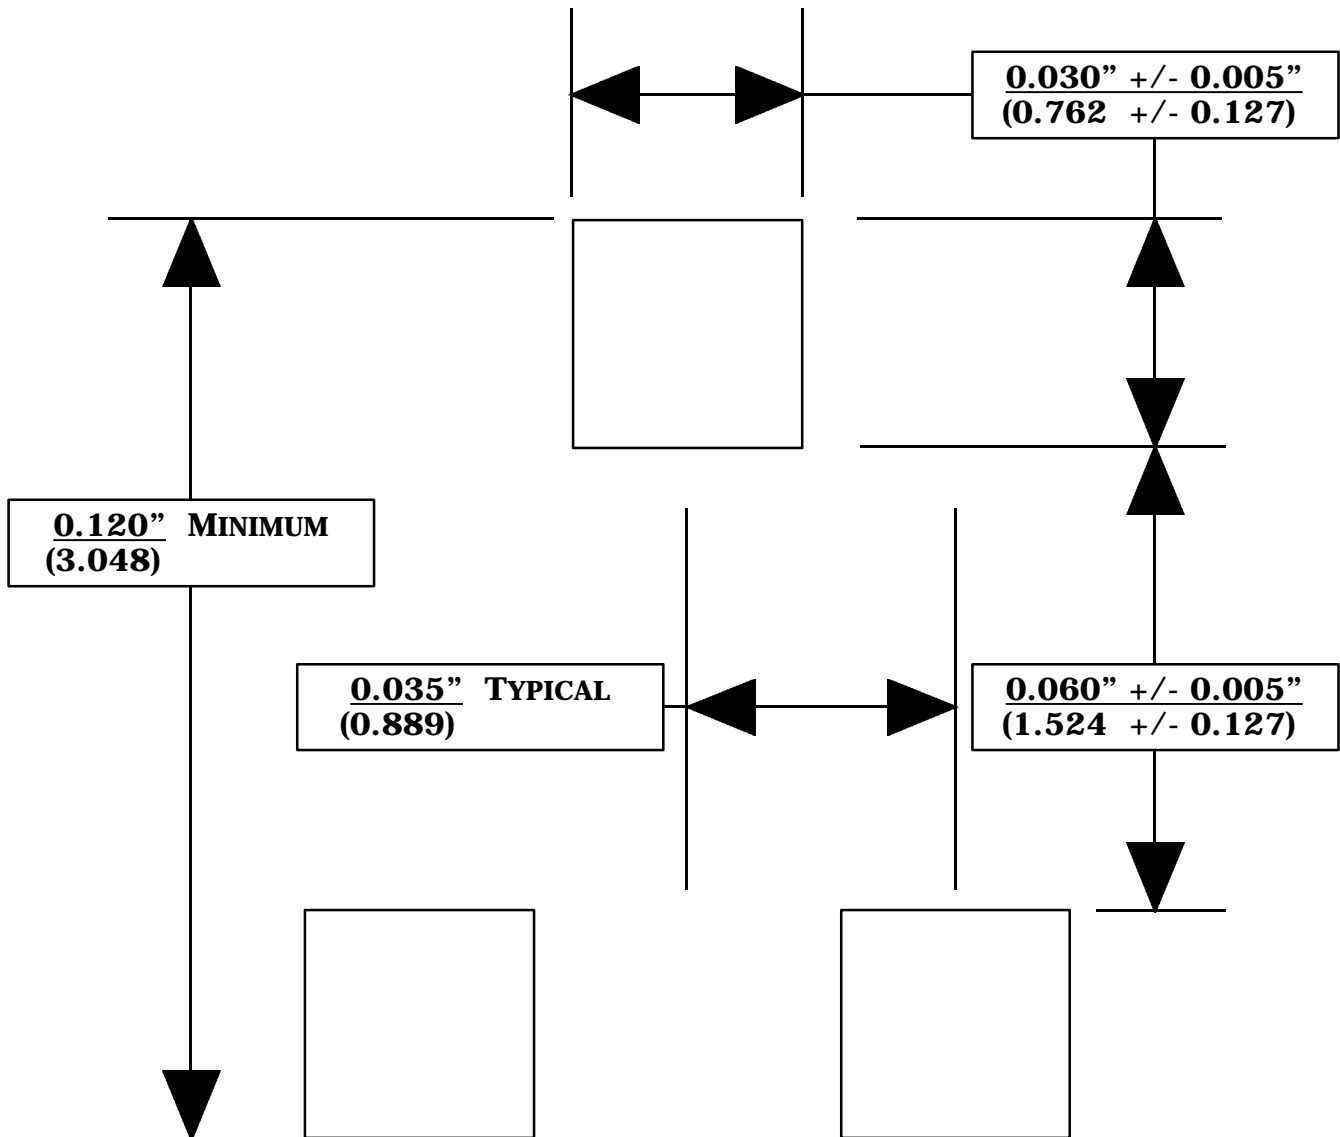 0.030” +/- 0.005”
(0.762 +/- 0.127)
0.120” MINIMUM
(3.048)
0.035” TYPICAL
(0.889)
0.060” +/- 0.005”
(1.524 +/- 0.127)